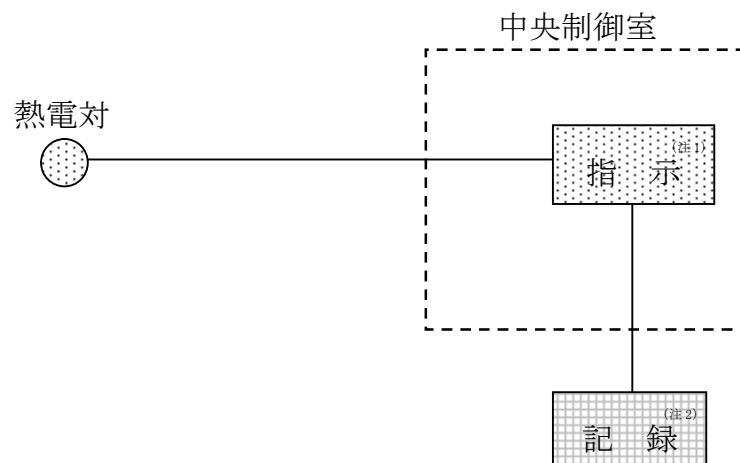 中央制御室
熱電対
指 示(注1)
記 録(注2)